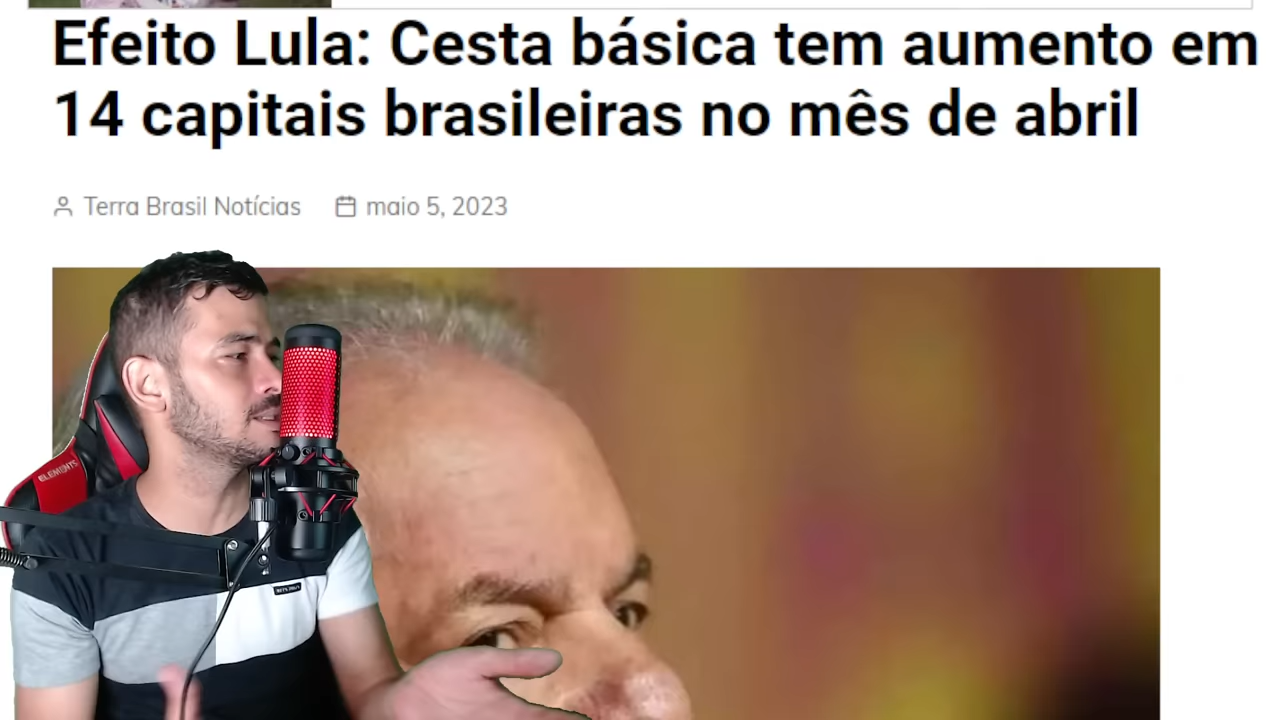 Efeito Lula: Cesta básica tem aumento em
14 capitais brasileiras no mês de abril
Terra Brasil Notícias maio 5, 2023
ELEMENTS